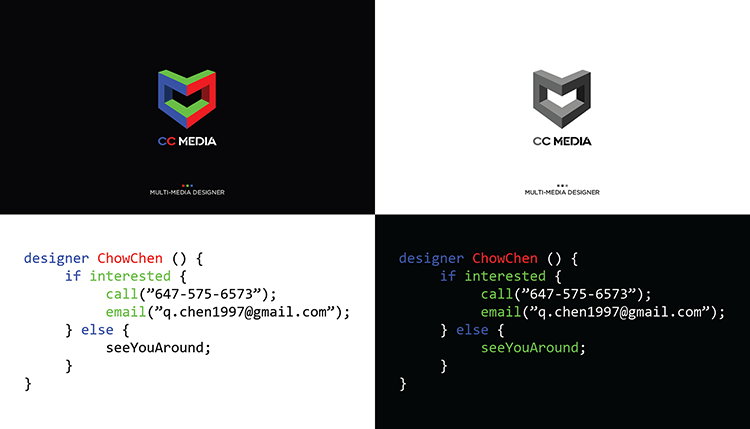 CC MEDIA
MULTI-MEDIA DESIGNER
CC MEDIA
MULTI-MEDIA DESIGNER
designer ChowChen () {
if interested {
call(”647-575-6573”);
email(”q.chen1997@gmail.com”);
} else {
seeYouAround;
}
}
designer ChowChen () {
if interested {
call(”647-575-6573”);
email(”q.chen1997@gmail.com”);
} else {
seeYouAround;
}
}